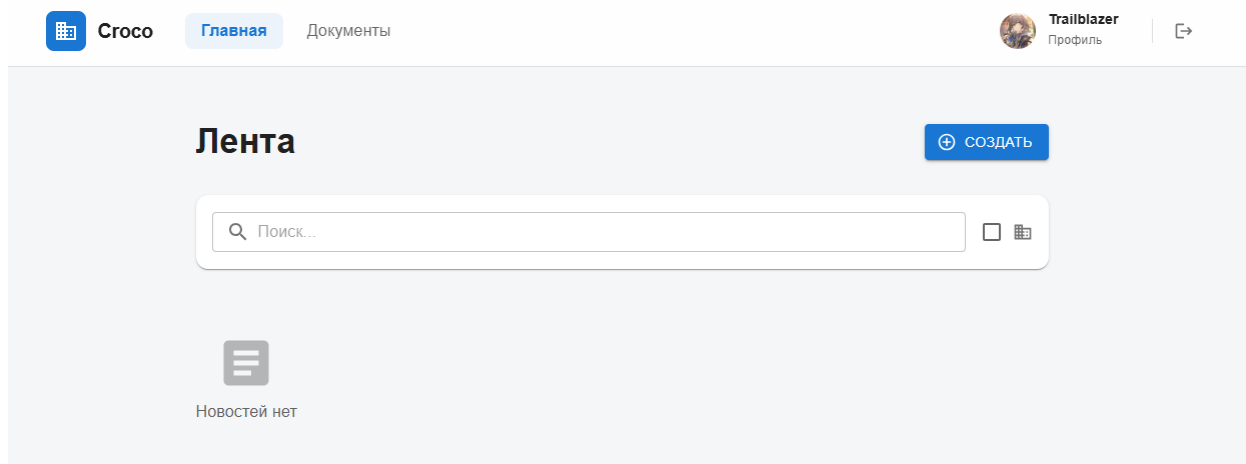 Croco
Главная
Документы
Trailblazer
Профиль
Лента
СОЗДАТЬ
Поиск...
Новостей нет